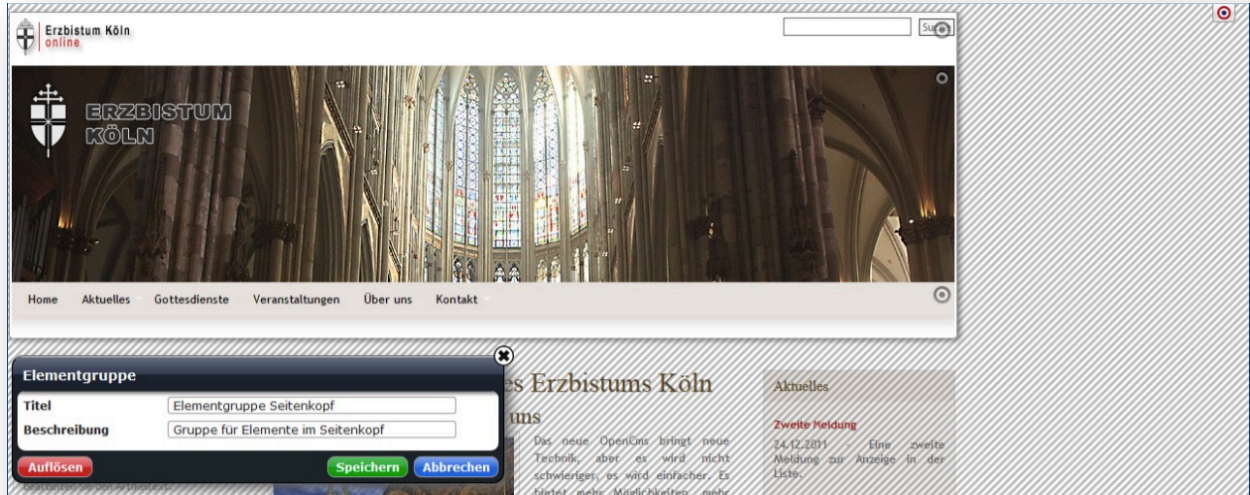 Erzbistum Köln
online
ERZBISTUM
KÖLN
Home Aktuelles Gottesdienste Veranstaltungen Über uns Kontakt
Elementgruppe
Titel Elementgruppe Seitenkopf
Beschreibung Gruppe für Elemente im Seitenkopf
Auflösen Speichern Abbrechen
es Erzbistums Köln
uns
Das neue OpenCms bringt neue
Technik, aber es wird nicht
schwieriger, es wird einfacher. Es
bietet mehr Möglichkeiten, mehr
Aktuelles
Zweite Meldung
24.12.2011 - Eine zweite
Meldung zur Anzeige in der
Liste.